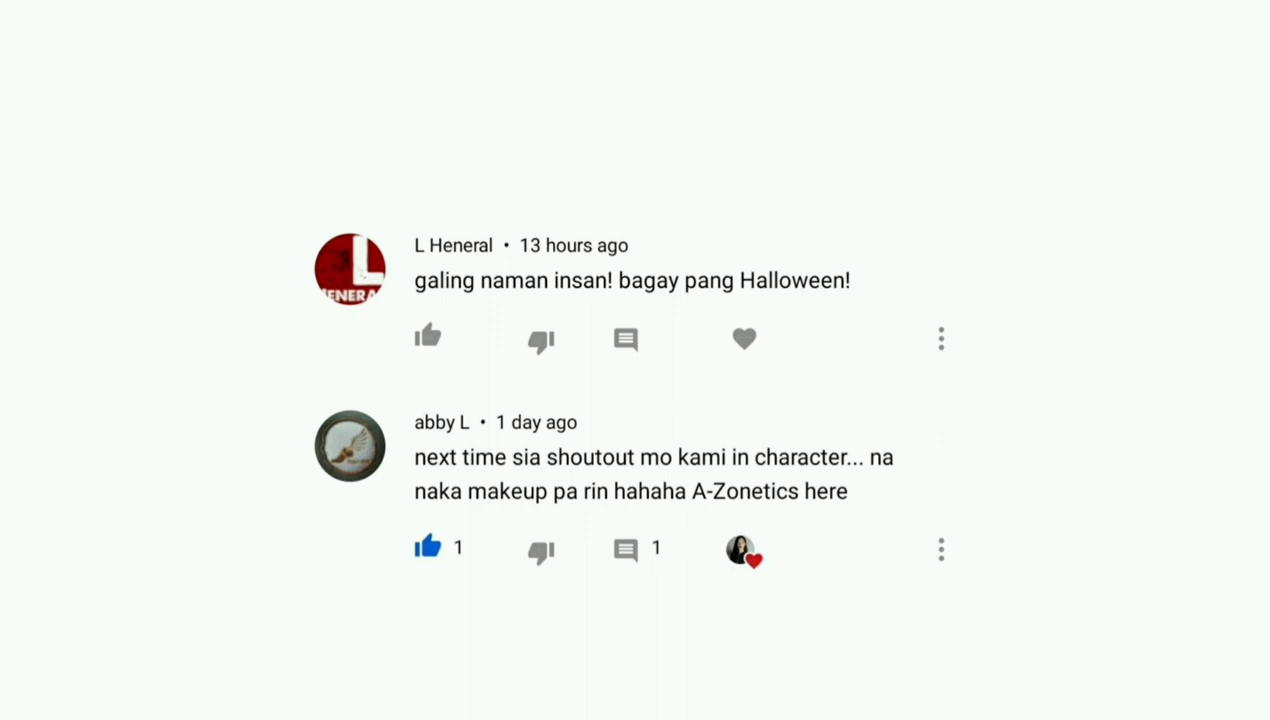 L Heneral • 13 hours ago
L
HENERAL
galing naman insan! bagay pang Halloween!
abby L • 1 day ago
next time sia shoutout mo kami in character... na
naka makeup pa rin hahaha A-Zonetics here
1
1